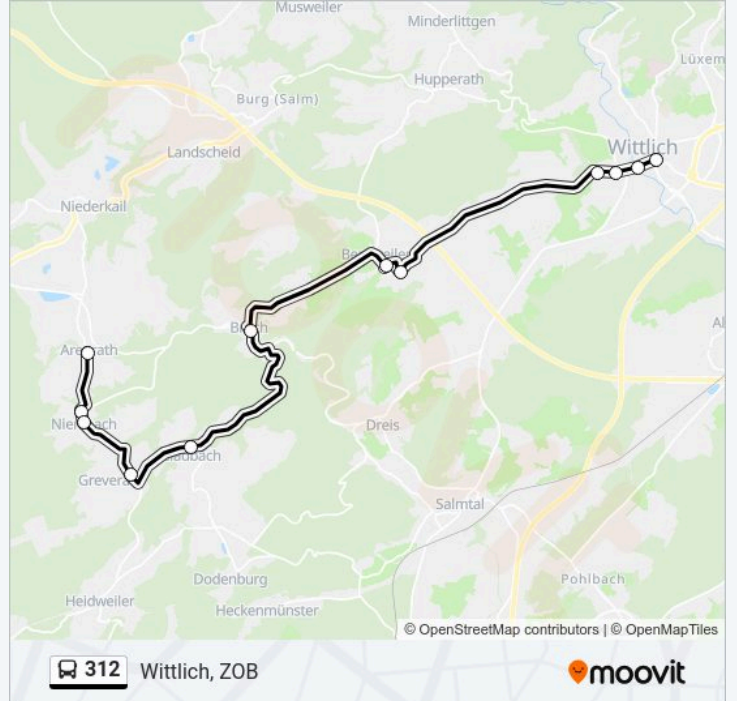 Musweiler
Minderlittgen
Lüxem
Hupperath
Burg (Salm)
Wittlich
Landscheid
Niederkail
Dreis
Salmtal
Pohlbach
Dodenburg
Heidweiler
Heckenmünster
© OpenStreetMap contributors | © OpenMapTiles
312 Wittlich, ZOB
moovit